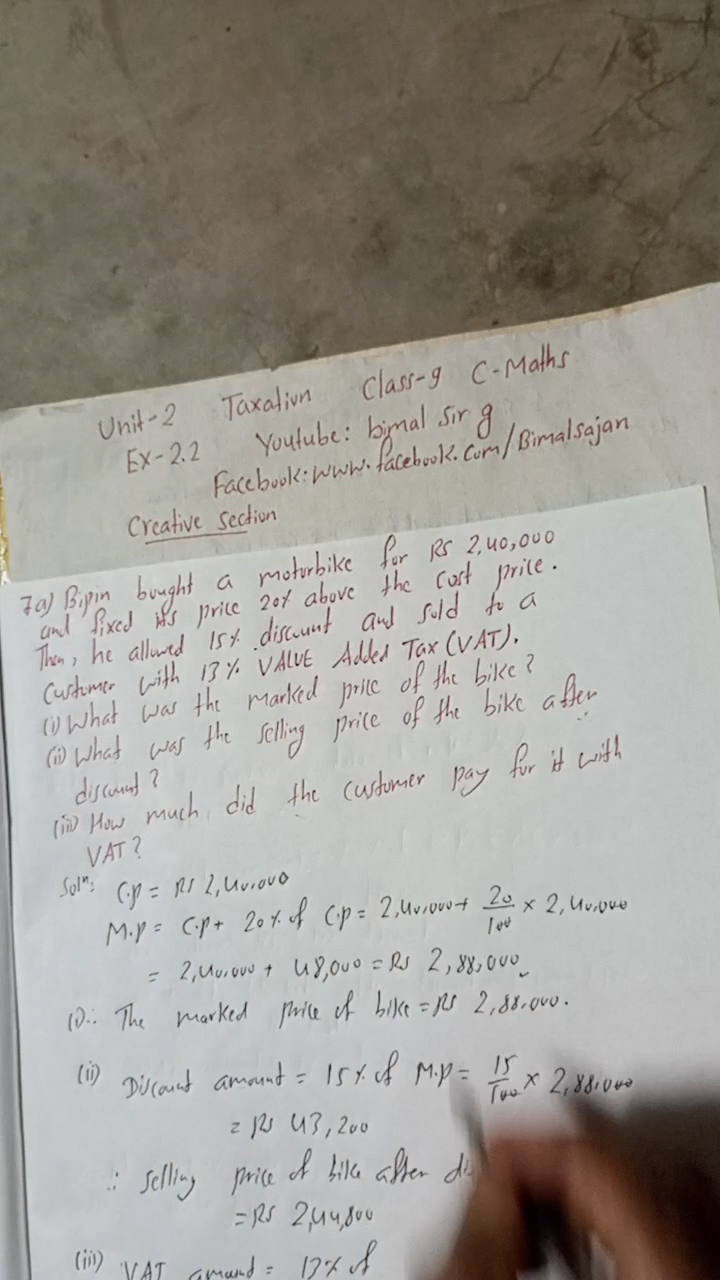 Unit-2 Taxation Class-9 C-Maths
Ex-2.2 Youtube: bimal sir g
Facebook: www.facebook.com/Bimalsajan
Creative section
7a) Bipin bought a motorbike for RS 2,40,000
and fixed its price 20% above the cost price.
Then, he allowed 15% discount and sold to a
Customer with 13% VALUE Added Tax (VAT).
(i) What was the marked price of the bike?
(ii) What was the selling price of the bike after
discount?
(iii) How much did the customer pay for it with
VAT?
Solⁿ: C.p = RS 2,40,000
M.p = C.p + 20% of C.p = 2,40,000 + 20/100 × 2,40,000
= 2,40,000 + 48,000 = Rs 2,88,000
(i) ∴ The marked price of bike = RS 2,88,000.
(ii) Discount amount = 15% of M.p = 15/100 × 2,88,000
= RS 43,200
∴ selling price of bike after
= RS 2,44,800
(iii) VAT amount = 13% of